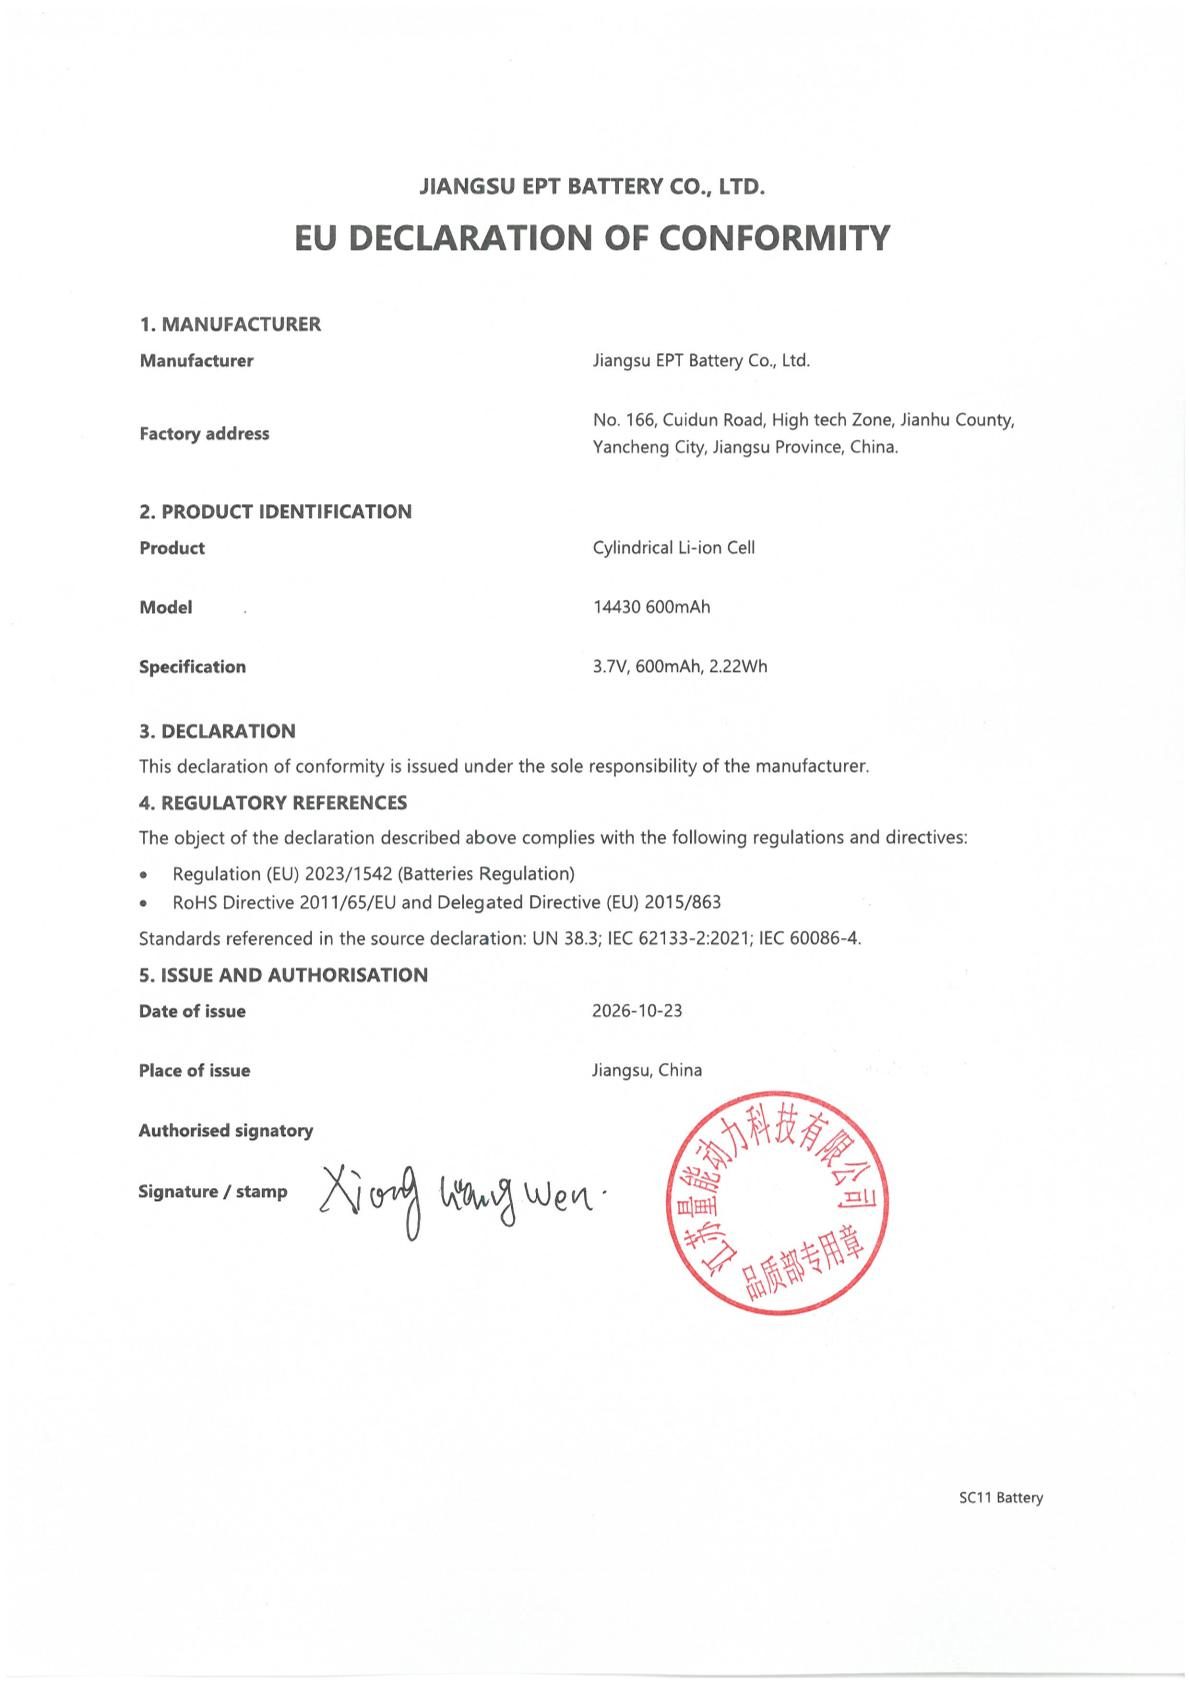 JIANGSU EPT BATTERY CO., LTD.
EU DECLARATION OF CONFORMITY
1. MANUFACTURER
Manufacturer Jiangsu EPT Battery Co., Ltd.
Factory address No. 166, Cuidun Road, High tech Zone, Jianhu County,
Yancheng City, Jiangsu Province, China.
2. PRODUCT IDENTIFICATION
Product Cylindrical Li-ion Cell
Model 14430 600mAh
Specification 3.7V, 600mAh, 2.22Wh
3. DECLARATION
This declaration of conformity is issued under the sole responsibility of the manufacturer.
4. REGULATORY REFERENCES
The object of the declaration described above complies with the following regulations and directives:
• Regulation (EU) 2023/1542 (Batteries Regulation)
• RoHS Directive 2011/65/EU and Delegated Directive (EU) 2015/863
Standards referenced in the source declaration: UN 38.3; IEC 62133-2:2021; IEC 60086-4.
5. ISSUE AND AUTHORISATION
Date of issue 2026-10-23
Place of issue Jiangsu, China
Authorised signatory
Signature / stamp Xiong wen
江苏量能动力科技有限公司
品质部专用章
SC11 Battery